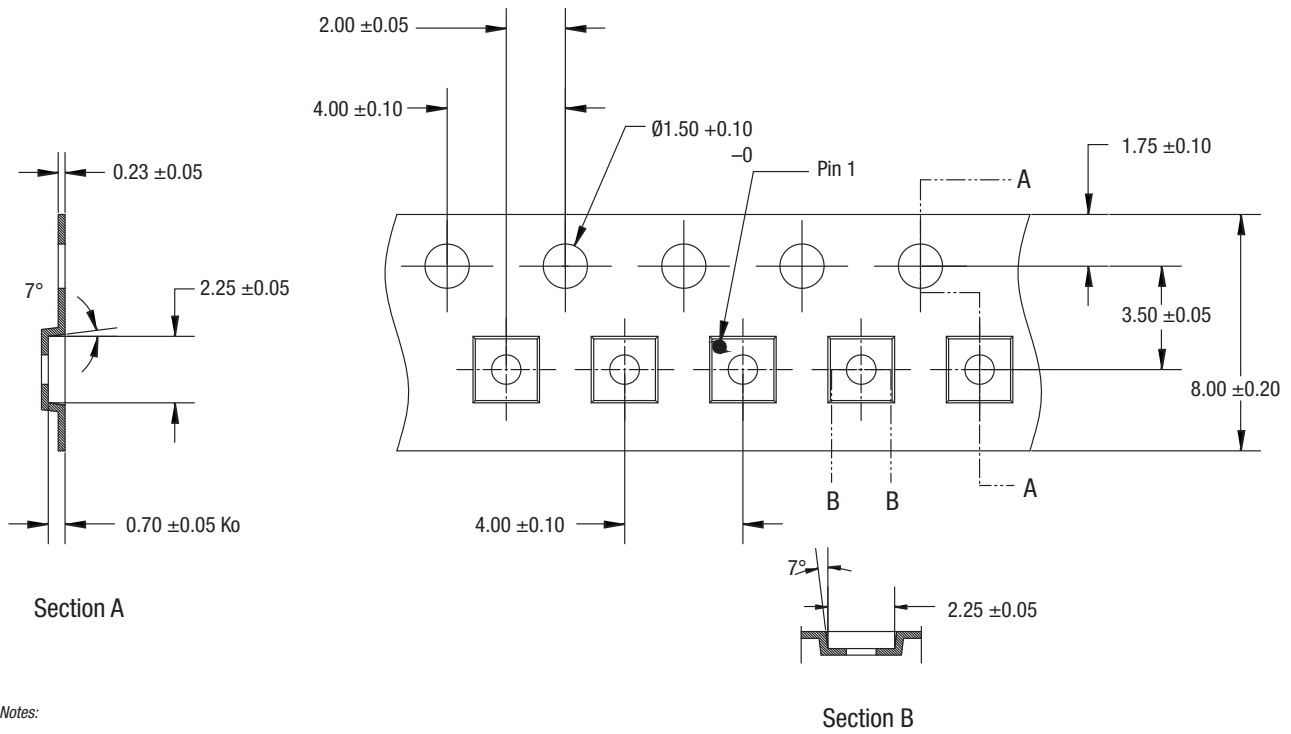 2.00 ±0.05
4.00 ±0.10
Ø1.50 +0.10
–0
Pin 1
1.75 ±0.10
A
0.23 ±0.05
7°
2.25 ±0.05
3.50 ±0.05
8.00 ±0.20
B
B
A
0.70 ±0.05 Ko
4.00 ±0.10
7°
2.25 ±0.05
Section A
Section B
Notes: